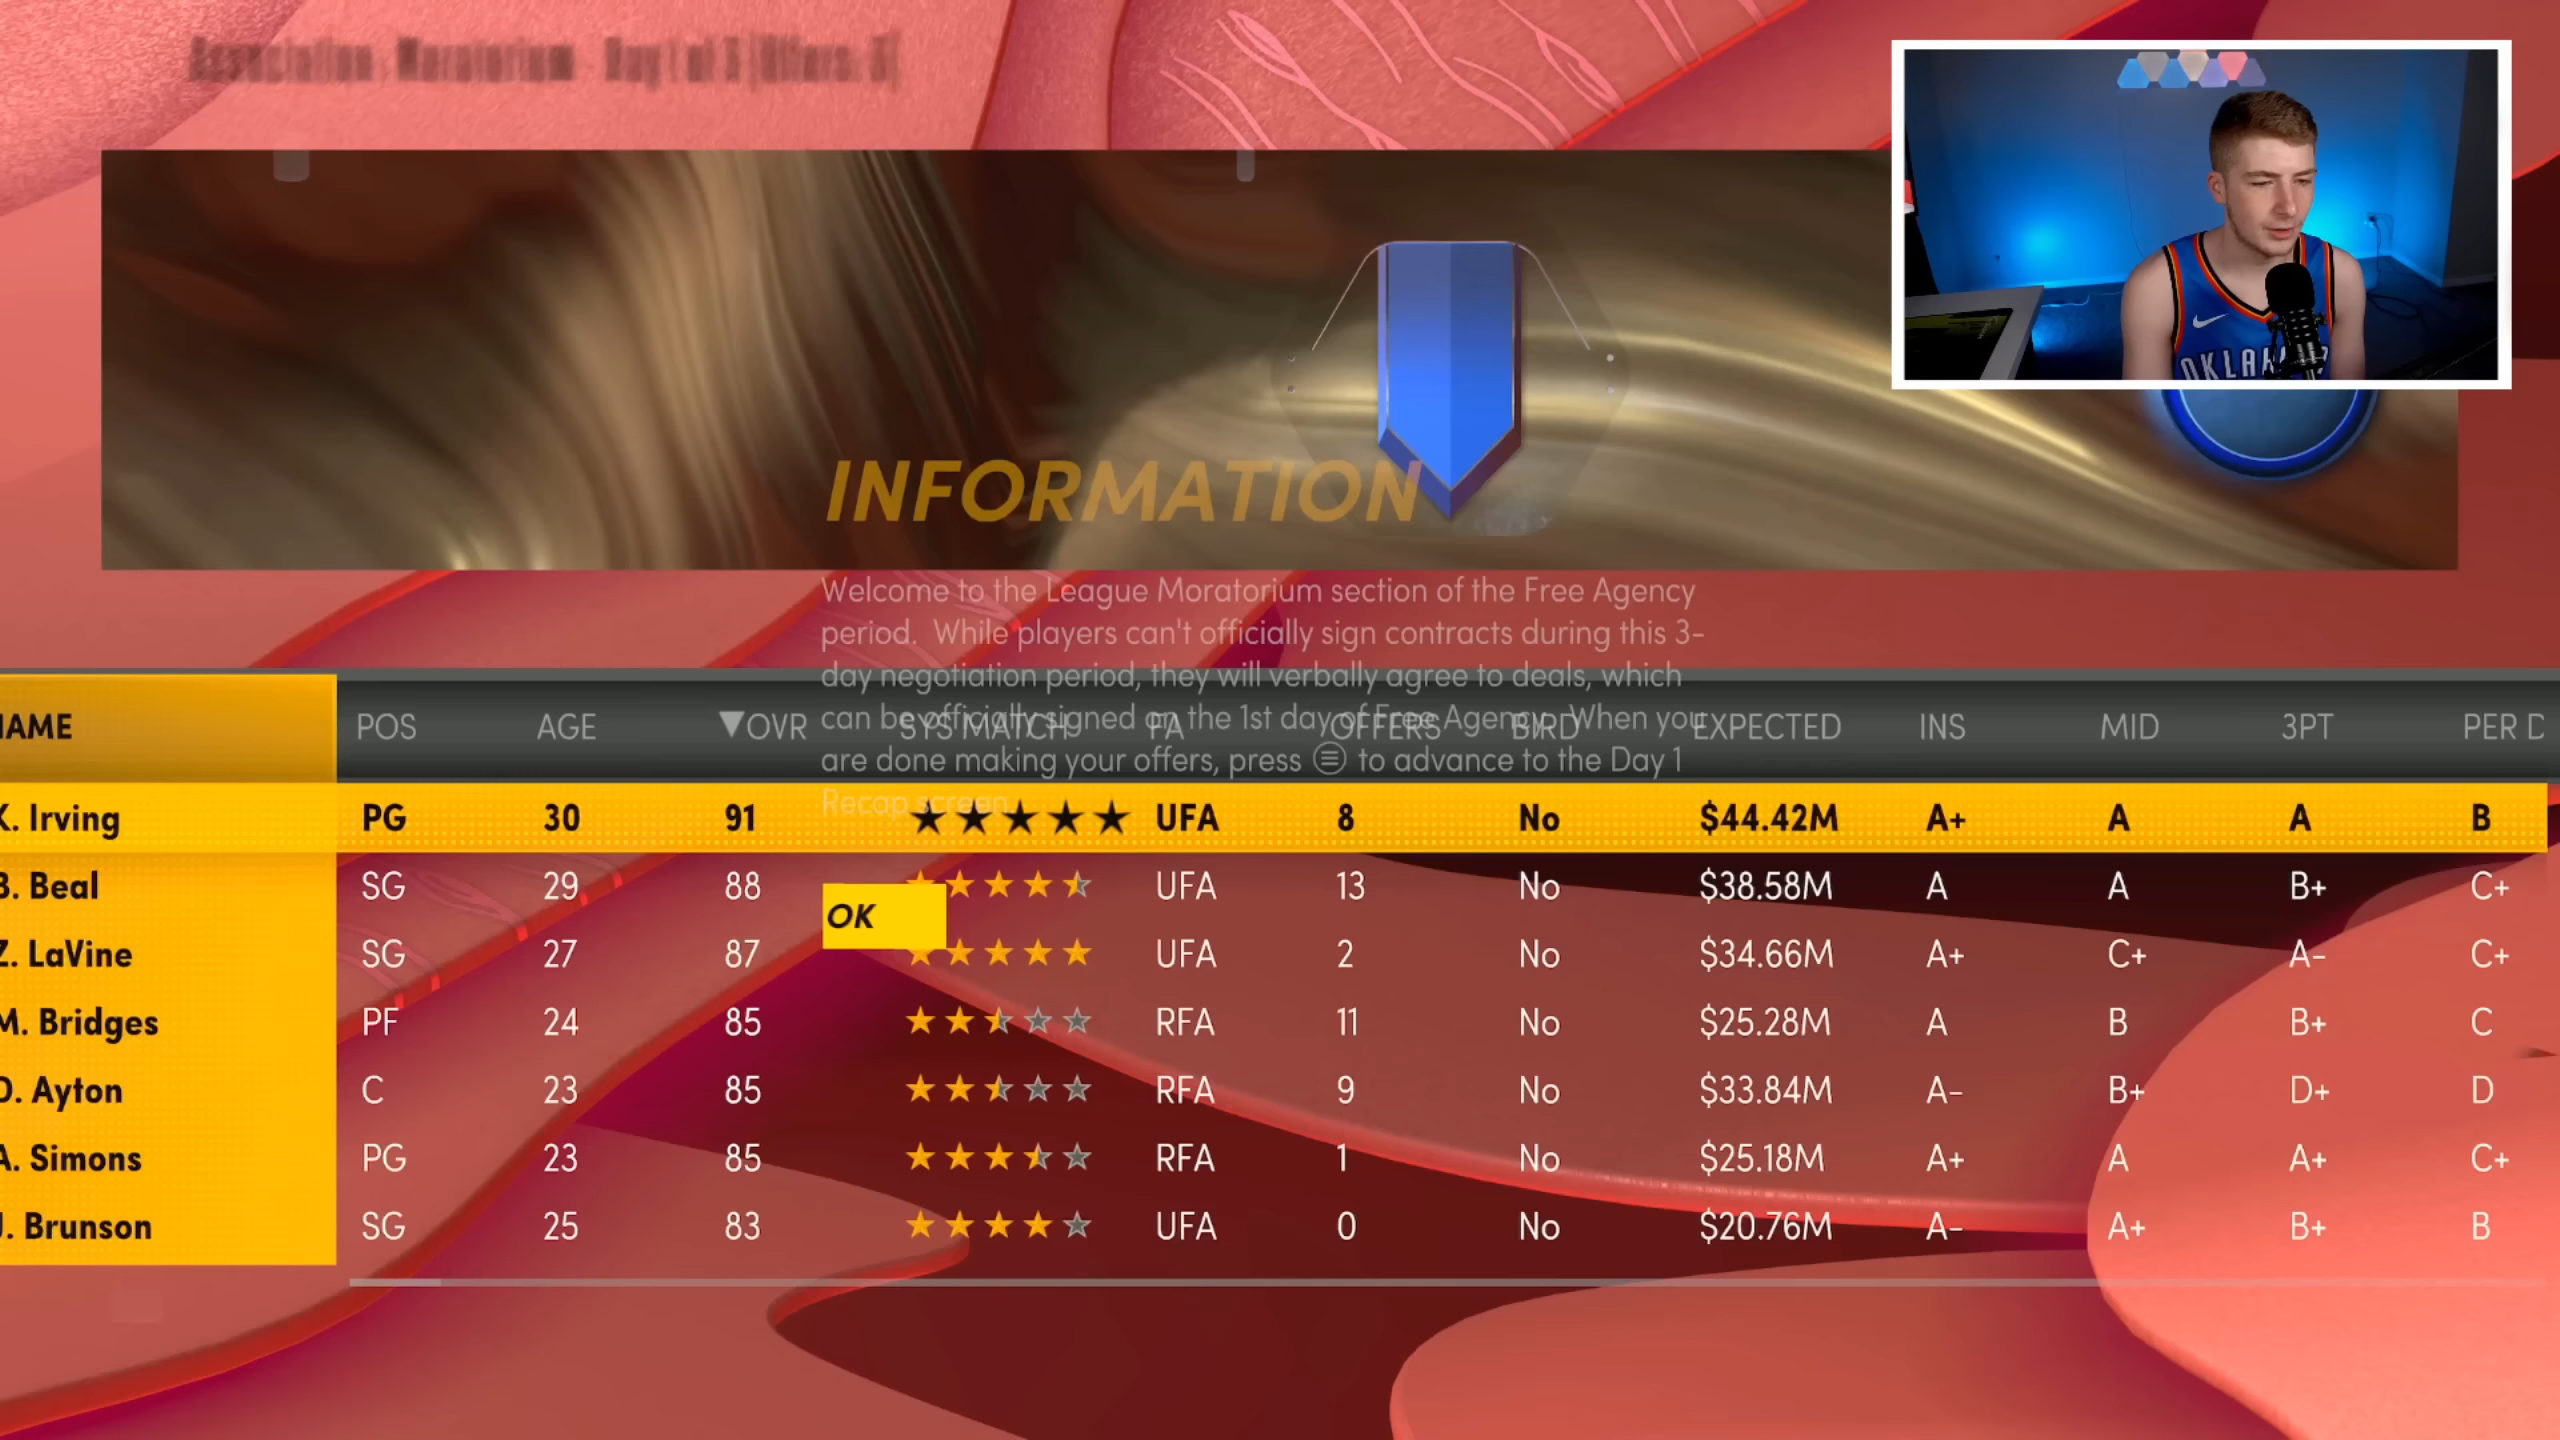 Association Moratorium
INFORMATION
Welcome to the League Moratorium section of the Free Agency
period. While players can't officially sign contracts during this 3-
day negotiation period, they will verbally agree to deals, which
can be officially signed on the 1st day of Free Agency. When you
are done making your offers, press to advance to the Day 1
Recap screen.
OK
NAME POS AGE ▼OVR SYS MATCH FA OFFERS BIRD EXPECTED INS MID 3PT PER D
K. Irving PG 30 91 ★★★★★ UFA 8 No $44.42M A+ A A B
B. Beal SG 29 88 UFA 13 No $38.58M A A B+ C+
Z. LaVine SG 27 87 UFA 2 No $34.66M A+ C+ A- C+
M. Bridges PF 24 85 RFA 11 No $25.28M A B B+ C
D. Ayton C 23 85 RFA 9 No $33.84M A- B+ D+ D
A. Simons PG 23 85 RFA 1 No $25.18M A+ A A+ C+
J. Brunson SG 25 83 UFA 0 No $20.76M A- A+ B+ B